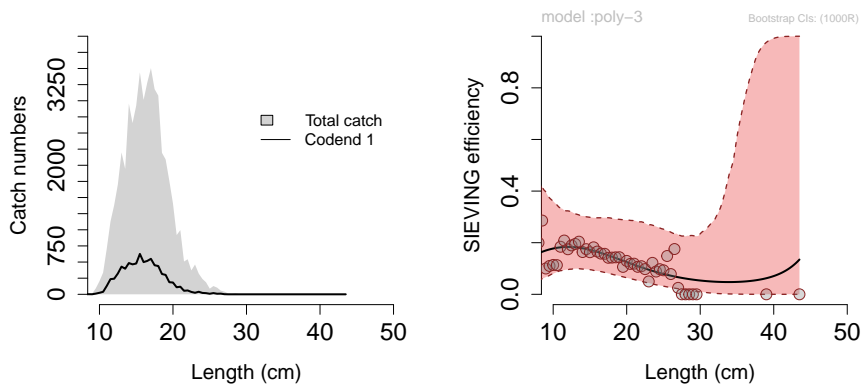 Catch numbers
0
750
2000
3250
Total catch
Codend 1
10
20
30
40
50
Length (cm)
model :poly−3
Bootstrap CIs: (1000R)
SIEVING efficiency
0.0
0.4
0.8
10
20
30
40
50
Length (cm)